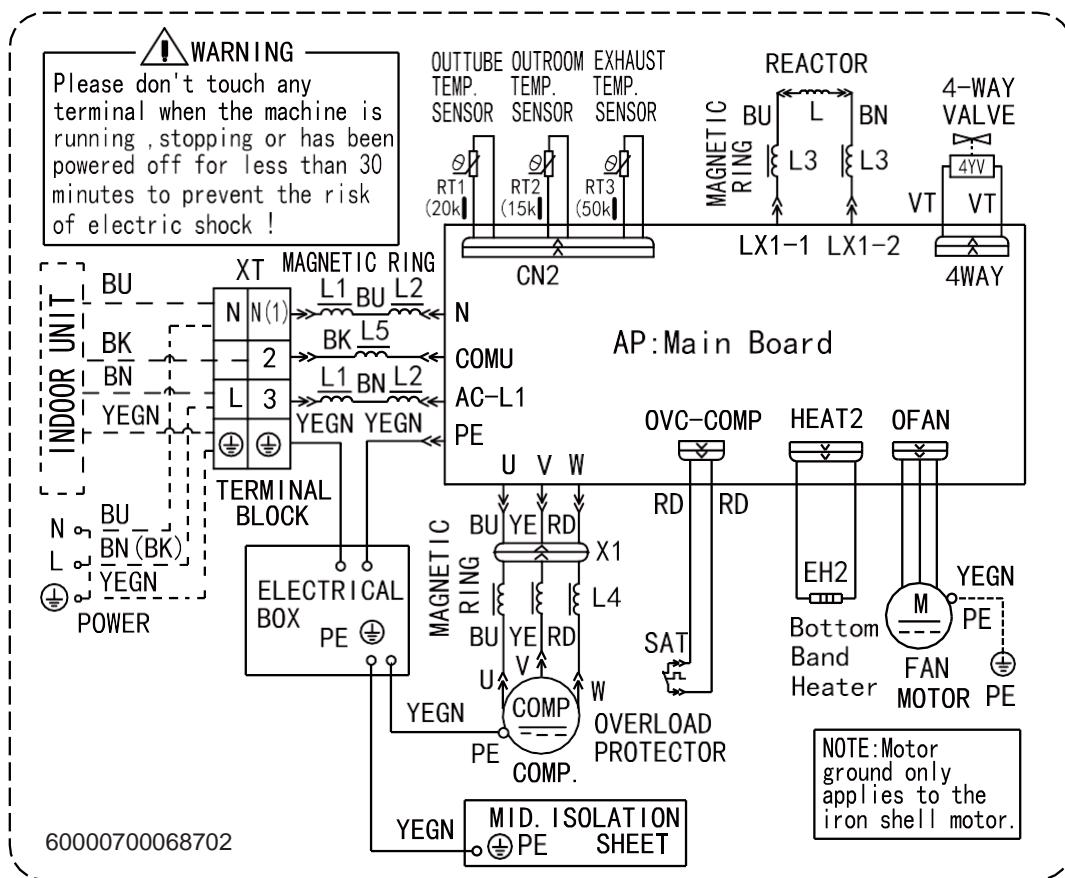 WARNING
Please don't touch any
terminal when the machine is
running ,stopping or has been
powered off for less than 30
minutes to prevent the risk
of electric shock !
OUTTUBE OUTROOM EXHAUST
TEMP. TEMP. TEMP.
SENSOR SENSOR SENSOR
RT1 RT2 RT3
(20k (15k (50k
CN2
REACTOR
BU L BN
MAGNETIC
RING
L3 L3
LX1-1 LX1-2
4-WAY
VALVE
4YV
VT VT
4WAY
AP:Main Board
INDOOR UNIT
BU
BK
BN
YEGN
XT
N N(1)
2
L 3
TERMINAL
BLOCK
MAGNETIC RING
L1 BU L2
N
BK L5
COMU
L1 BN L2
AC-L1
YEGN YEGN
PE
N BU
L BN(BK)
YEGN
POWER
ELECTRICAL
BOX
PE
U V W
BU YE RD
X1
MAGNETIC
RING
L4
BU YE RD
U V W
COMP
PE
COMP.
YEGN
OVC-COMP
RD RD
SAT
OVERLOAD
PROTECTOR
HEAT2
EH2
Bottom
Band
Heater
OFAN
M
YEGN
PE
FAN
MOTOR
PE
NOTE:Motor
ground only
applies to the
iron shell motor.
YEGN
MID. ISOLATION
PE SHEET
60000700068702